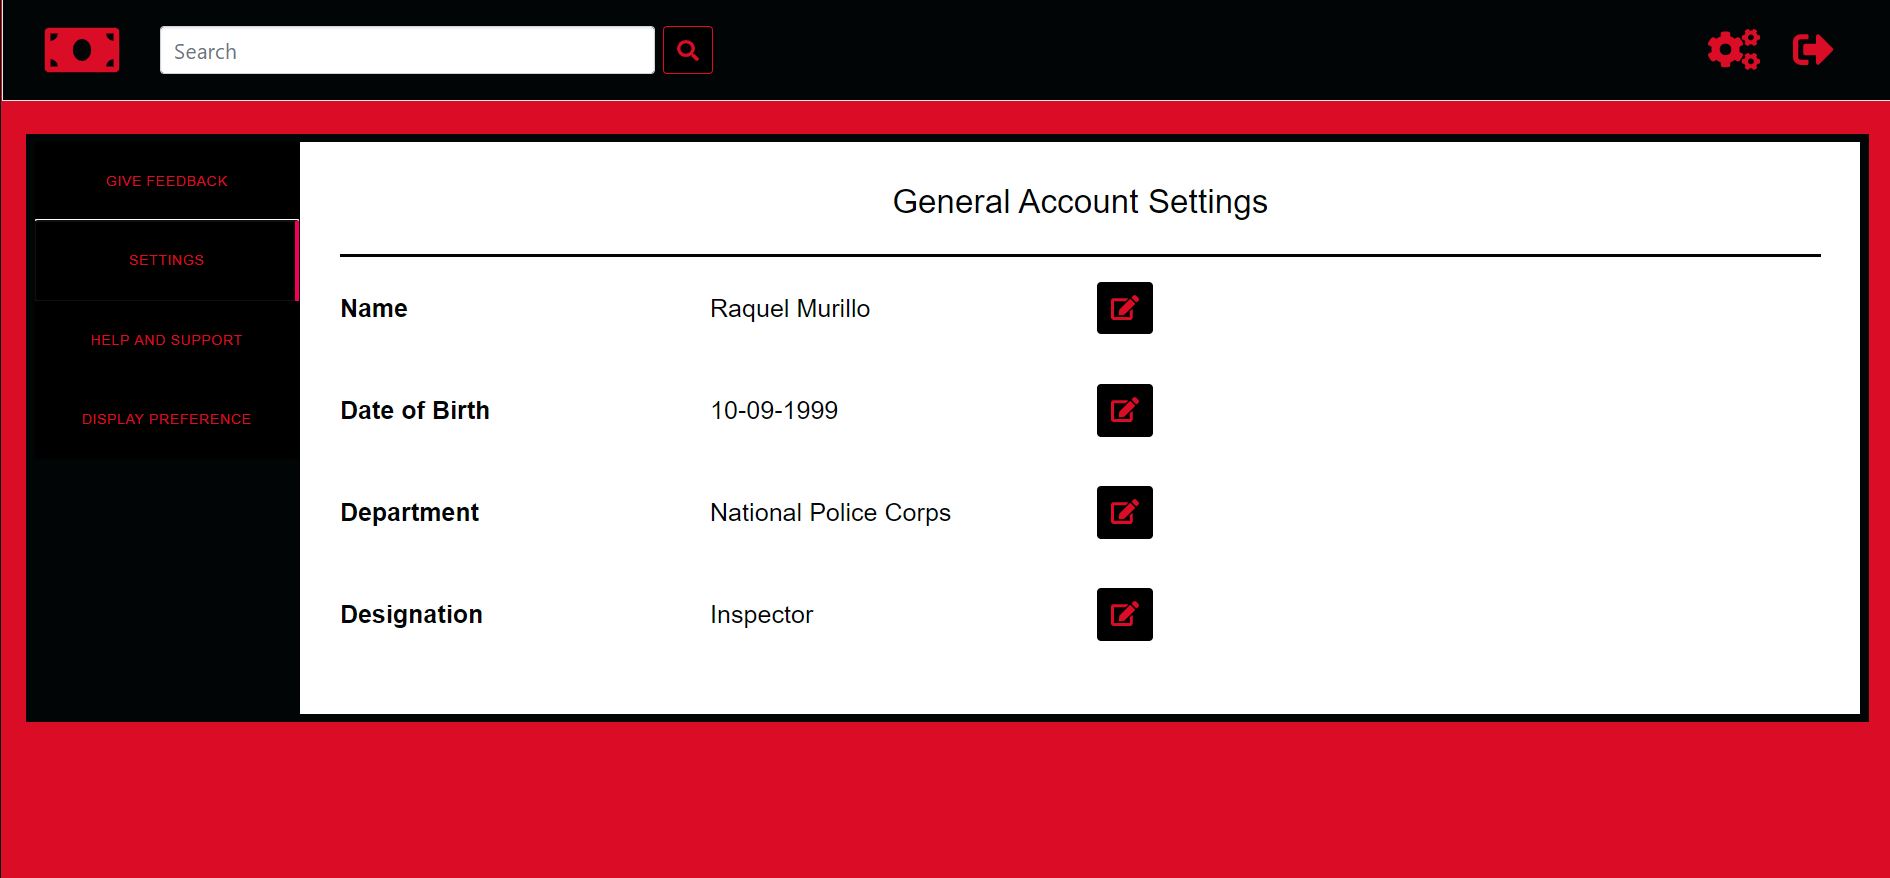 Search
GIVE FEEDBACK
SETTINGS
HELP AND SUPPORT
DISPLAY PREFERENCE
General Account Settings
Name Raquel Murillo
Date of Birth 10-09-1999
Department National Police Corps
Designation Inspector